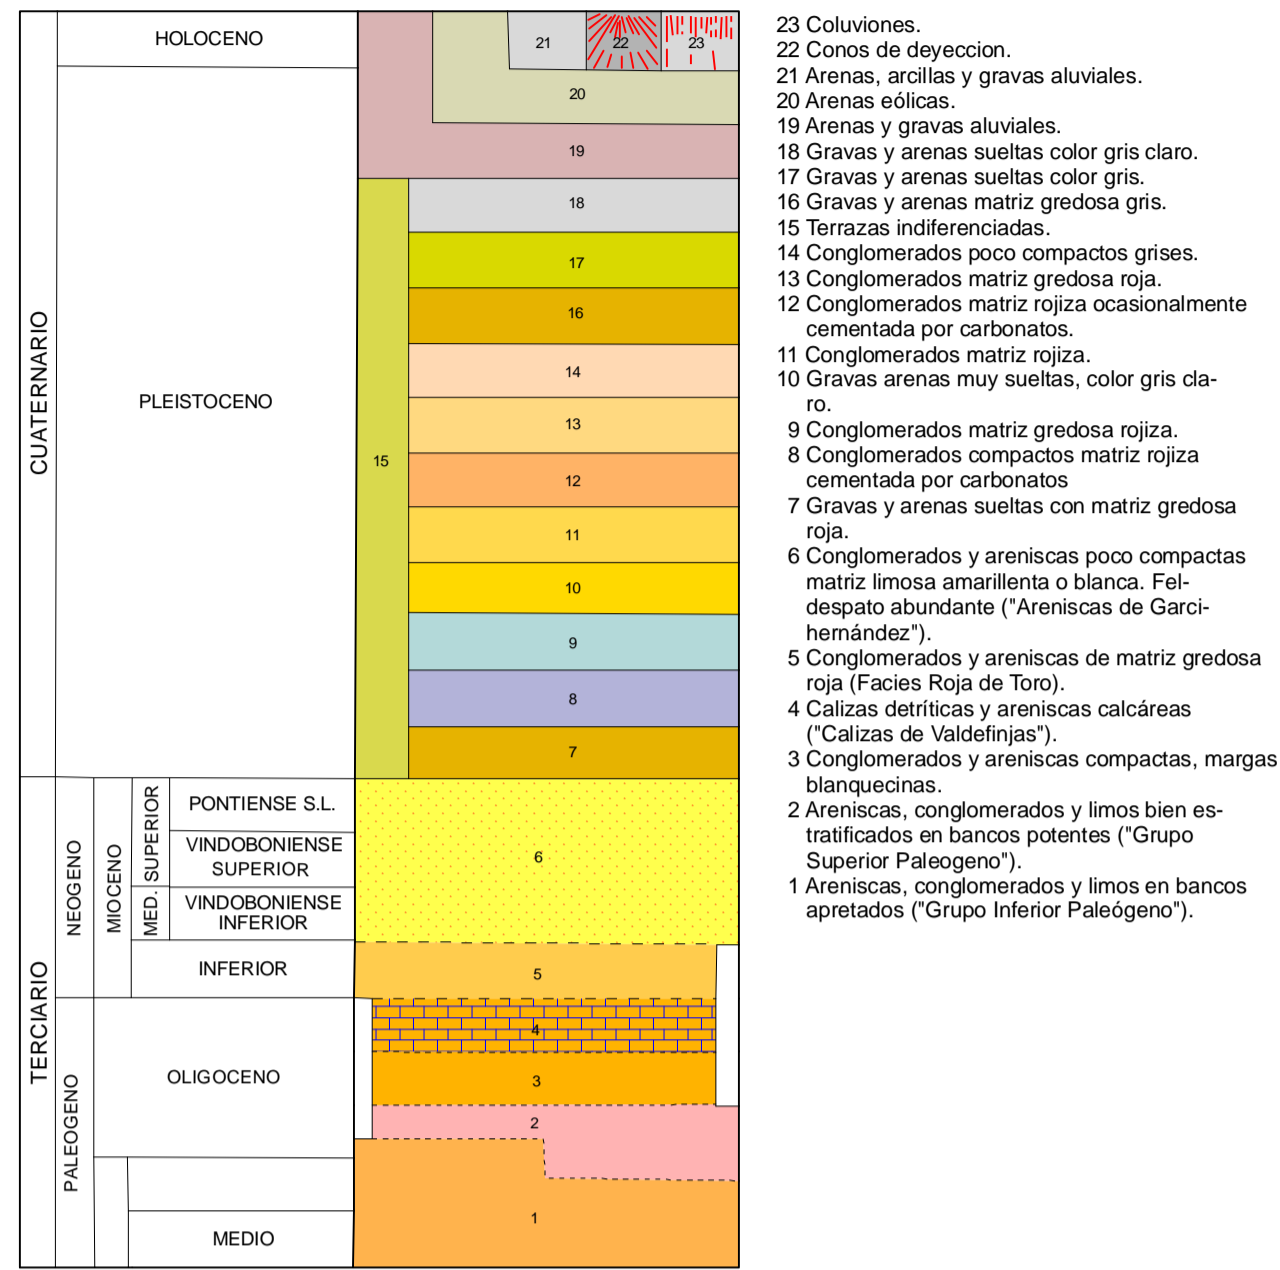 HOLOCENO
21
22
23
20
19
18
17
16
14
13
12
11
10
9
8
7
15
CUATERNARIO
PLEISTOCENO
TERCIARIO
NEOGENO
MIOCENO
MED. SUPERIOR
PONTIENSE S.L.
VINDOBONIENSE
SUPERIOR
VINDOBONIENSE
INFERIOR
INFERIOR
6
5
4
3
2
1
PALEOGENO
OLIGOCENO
MEDIO
23 Coluviones.
22 Conos de deyeccion.
21 Arenas, arcillas y gravas aluviales.
20 Arenas eólicas.
19 Arenas y gravas aluviales.
18 Gravas y arenas sueltas color gris claro.
17 Gravas y arenas sueltas color gris.
16 Gravas y arenas matriz gredosa gris.
15 Terrazas indiferenciadas.
14 Conglomerados poco compactos grises.
13 Conglomerados matriz gredosa roja.
12 Conglomerados matriz rojiza ocasionalmente
cementada por carbonatos.
11 Conglomerados matriz rojiza.
10 Gravas arenas muy sueltas, color gris cla-
ro.
9 Conglomerados matriz gredosa rojiza.
8 Conglomerados compactos matriz rojiza
cementada por carbonatos
7 Gravas y arenas sueltas con matriz gredosa
roja.
6 Conglomerados y areniscas poco compactas
matriz limosa amarillenta o blanca. Fel-
despato abundante ("Areniscas de Garci-
hernández").
5 Conglomerados y areniscas de matriz gredosa
roja (Facies Roja de Toro).
4 Calizas detríticas y areniscas calcáreas
("Calizas de Valdefinjas").
3 Conglomerados y areniscas compactas, margas
blanquecinas.
2 Areniscas, conglomerados y limos bien es-
tratificados en bancos potentes ("Grupo
Superior Paleogeno").
1 Areniscas, conglomerados y limos en bancos
apretados ("Grupo Inferior Paleógeno").